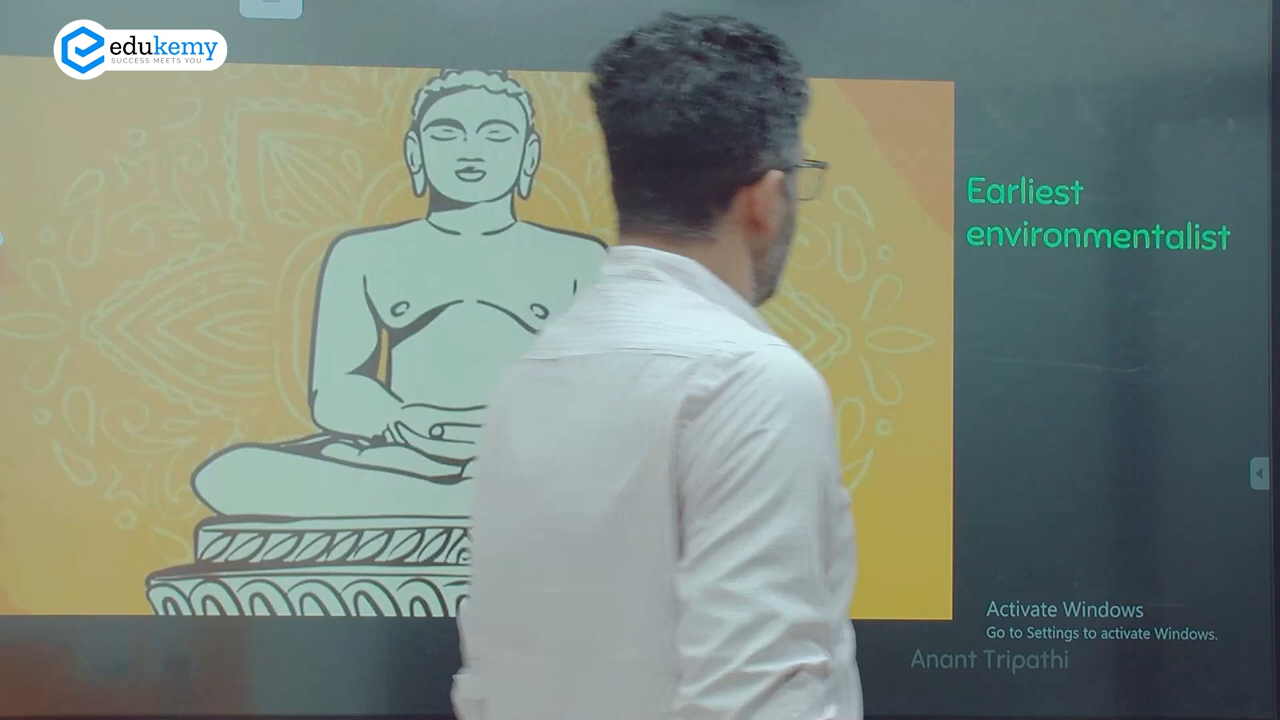 edukemy
SUCCESS MEETS YOU
Earliest
environmentalist
Activate Windows
Go to Settings to activate Windows.
Anant Tripathi